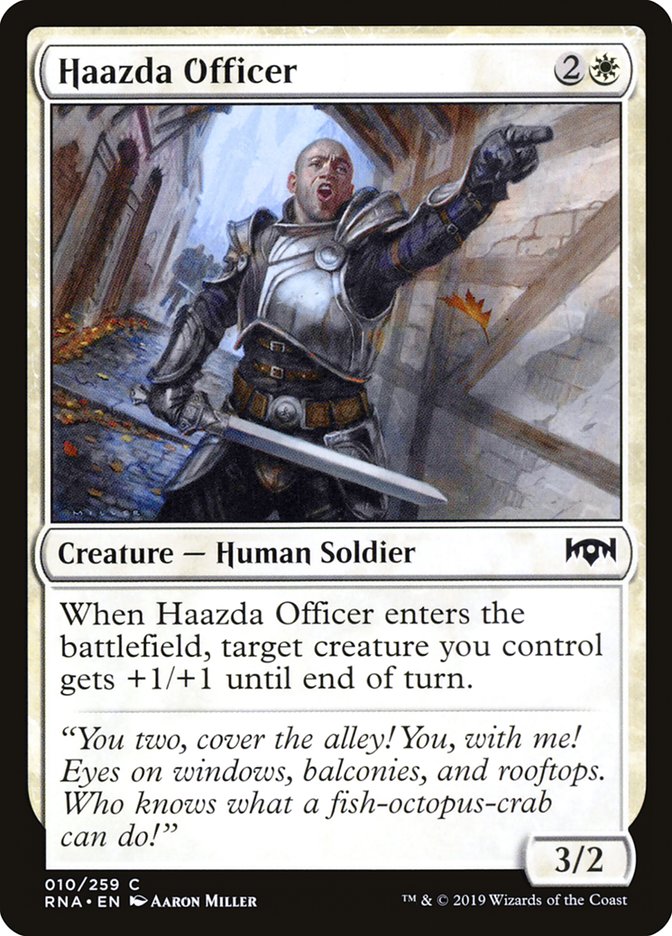 Haazda Officer 2
MILLER
Creature — Human Soldier
When Haazda Officer enters the
battlefield, target creature you control
gets +1/+1 until end of turn.
“You two, cover the alley! You, with me!
Eyes on windows, balconies, and rooftops.
Who knows what a fish-octopus-crab
can do!”
3/2
010/259 C
RNA • EN Aaron Miller
™ & © 2019 Wizards of the Coast